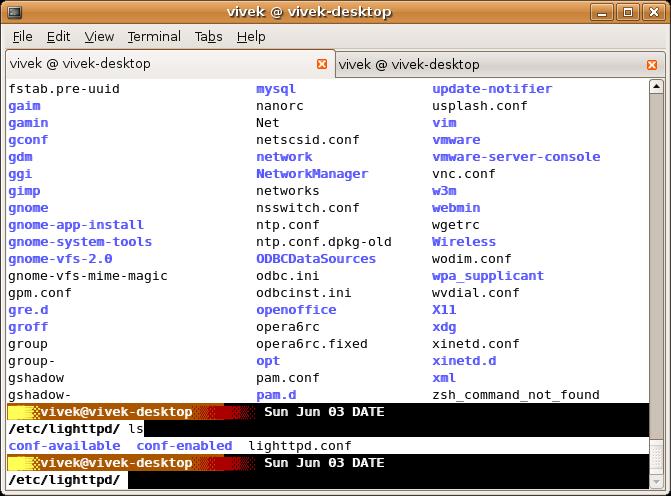 vivek @ vivek-desktop
File Edit View Terminal Tabs Help
vivek @ vivek-desktop vivek @ vivek-desktop
fstab.pre-uuid mysql update-notifier
gaim nanorc usplash.conf
gamin Net vim
gconf netscsid.conf vmware
gdm network vmware-server-console
ggi NetworkManager vnc.conf
gimp networks w3m
gnome nsswitch.conf webmin
gnome-app-install ntp.conf wgetrc
gnome-system-tools ntp.conf.dpkg-old Wireless
gnome-vfs-2.0 ODBCDataSources wodim.conf
gnome-vfs-mime-magic odbc.ini wpa_supplicant
gpm.conf odbcinst.ini wvdial.conf
gre.d openoffice X11
groff opera6rc xdg
group opera6rc.fixed xinetd.conf
group- opt xinetd.d
gshadow pam.conf xml
gshadow- pam.d zsh_command_not_found
vivek@vivek-desktop Sun Jun 03 DATE
/etc/lighttpd/ ls
conf-available conf-enabled lighttpd.conf
vivek@vivek-desktop Sun Jun 03 DATE
/etc/lighttpd/